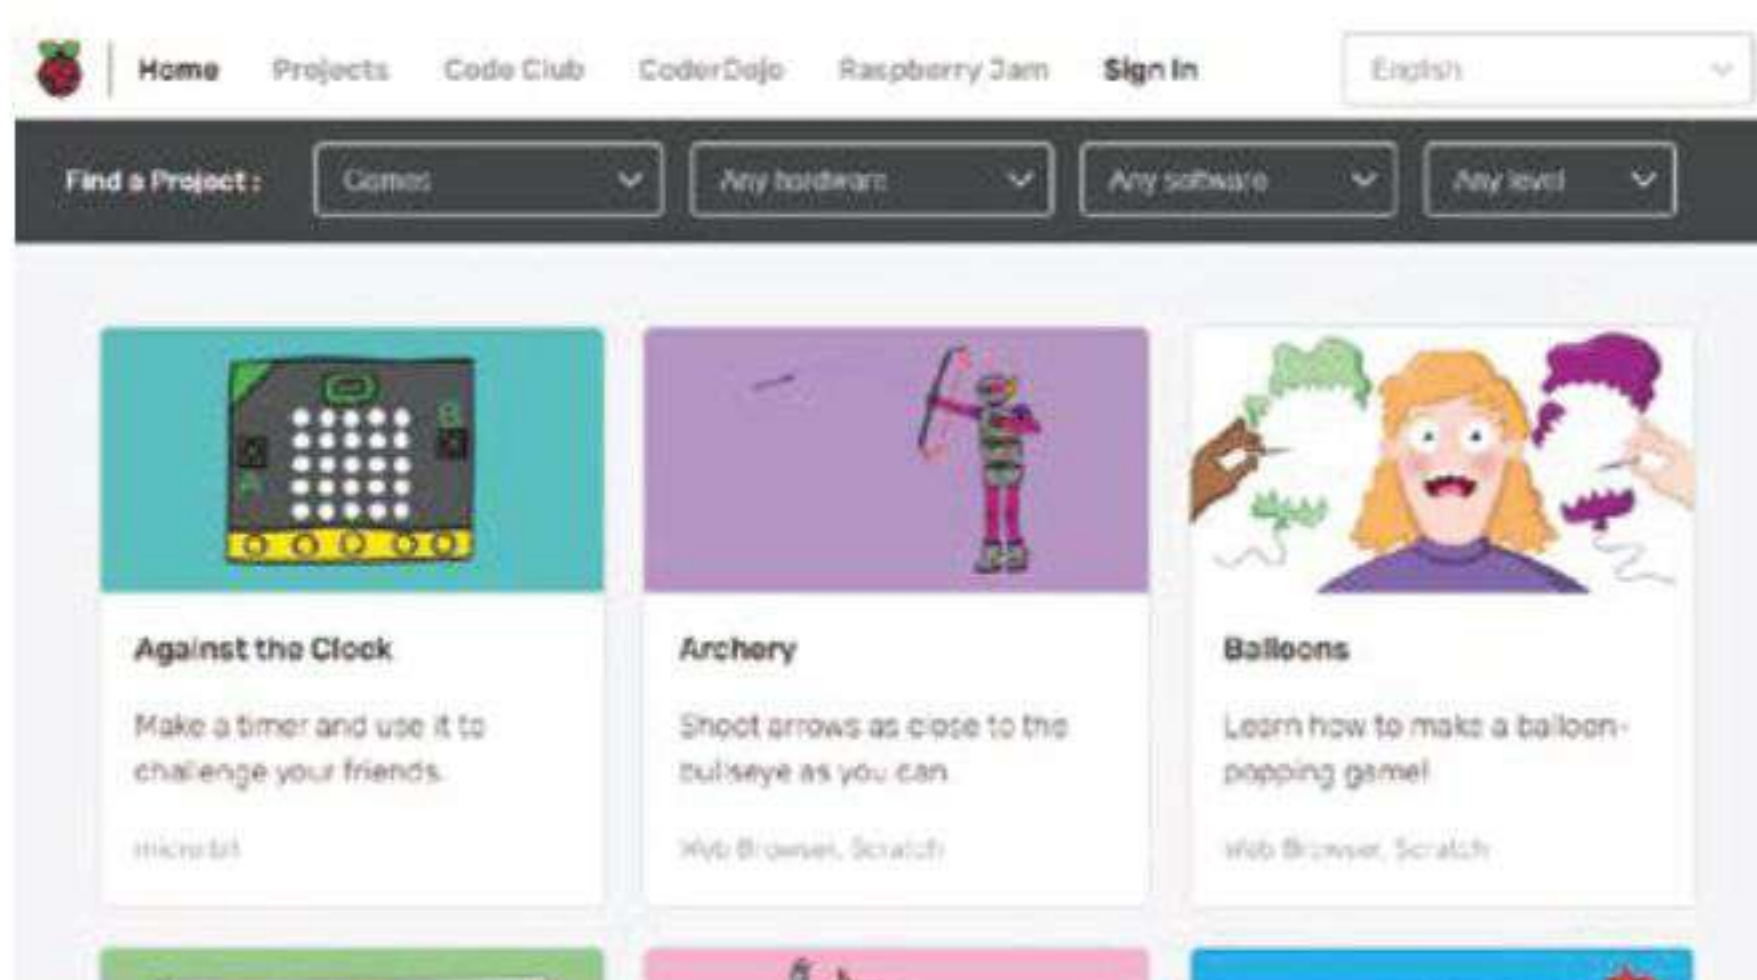 Home Projects Code Club CoderDojo Raspberry Jam Sign In English
Find a Project: Games Any hardware Any software Any level
B
A
Against the Clock
Make a timer and use it to
challenge your friends.
micro:bit
Archery
Shoot arrows as close to the
bullseye as you can
Web Browser, Scratch
Balloons
Learn how to make a balloon-
popping game!
Web Browser, Scratch